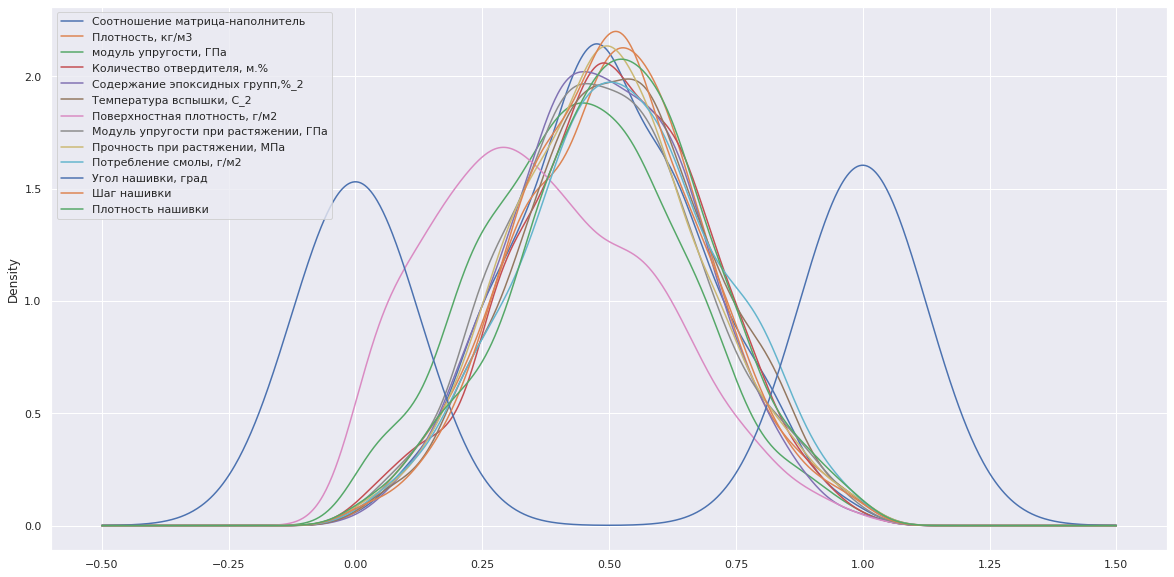 Соотношение матрица-наполнитель
Плотность, кг/м3
модуль упругости, ГПа
Количество отвердителя, м.%
Содержание эпоксидных групп,%_2
Температура вспышки, С_2
Поверхностная плотность, г/м2
Модуль упругости при растяжении, ГПа
Прочность при растяжении, МПа
Потребление смолы, г/м2
Угол нашивки, град
Шаг нашивки
Плотность нашивки
Density
2.0
1.5
1.0
0.5
0.0
−0.50 −0.25 0.00 0.25 0.50 0.75 1.00 1.25 1.50